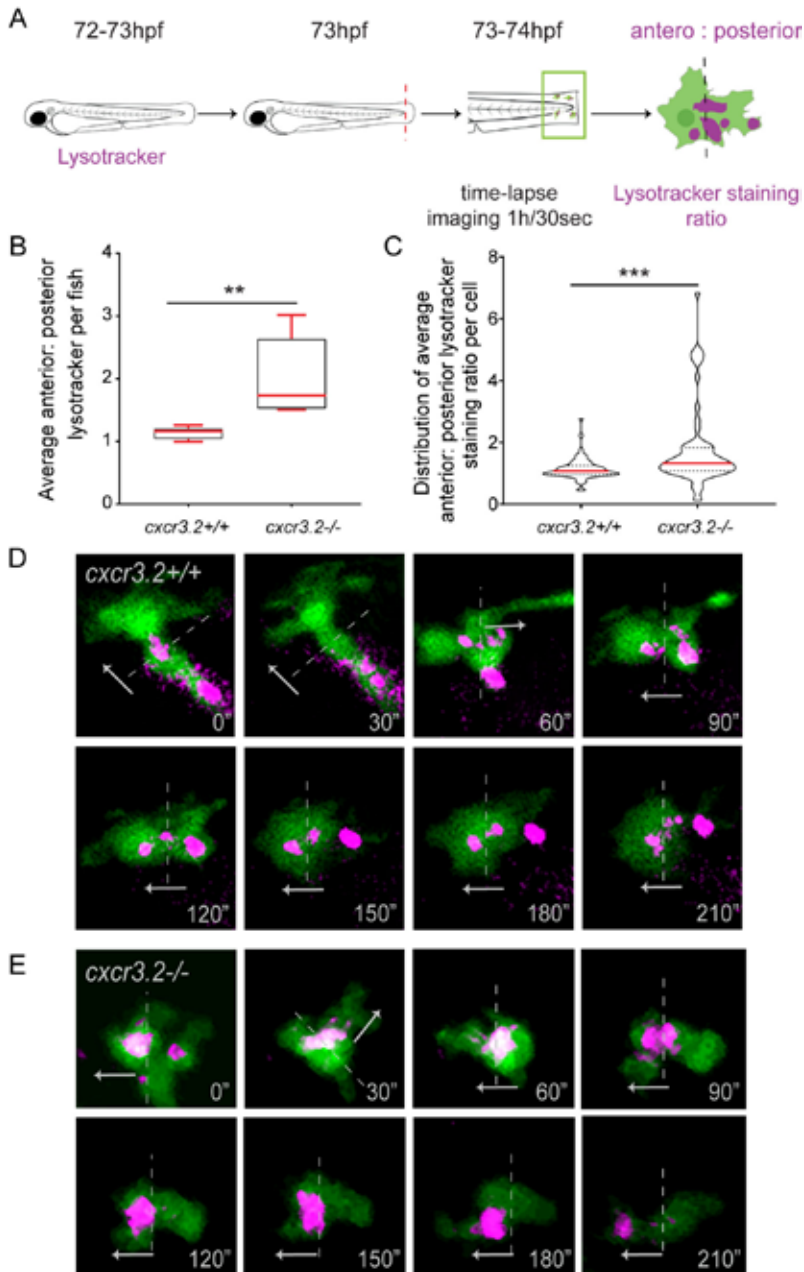 A
72-73hpf
73hpf
73-74hpf
antero : posterior
Lysotracker
time-lapse
imaging 1h/30sec
Lysotracker staining
ratio
B
Average anterior: posterior
lysotracker per fish
4
3
2
1
0
**
cxcr3.2+/+
cxcr3.2-/-
C
Distribution of average
anterior: posterior lysotracker
staining ratio per cell
8
6
4
2
0
***
cxcr3.2+/+
cxcr3.2-/-
D
cxcr3.2+/+
0"
30"
60"
90"
120"
150"
180"
210"
E
cxcr3.2-/-
0"
30"
60"
90"
120"
150"
180"
210"